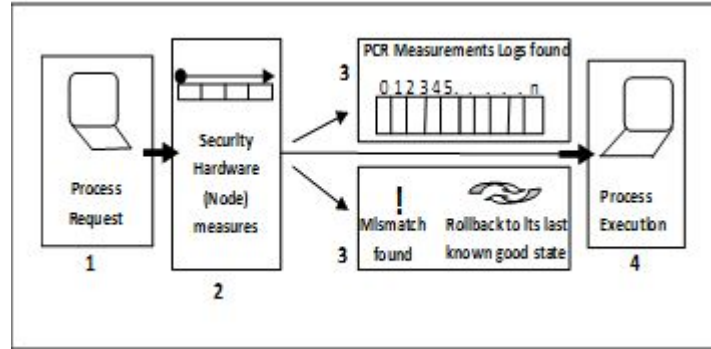 Process
Request
1
Security
Hardware
(Node)
measures
2
PCR Measurements Logs found
3
0 1 2 3 4 5 . . . . . n
!
Mismatch
found
Rollback to its last
known good state
3
Process
Execution
4